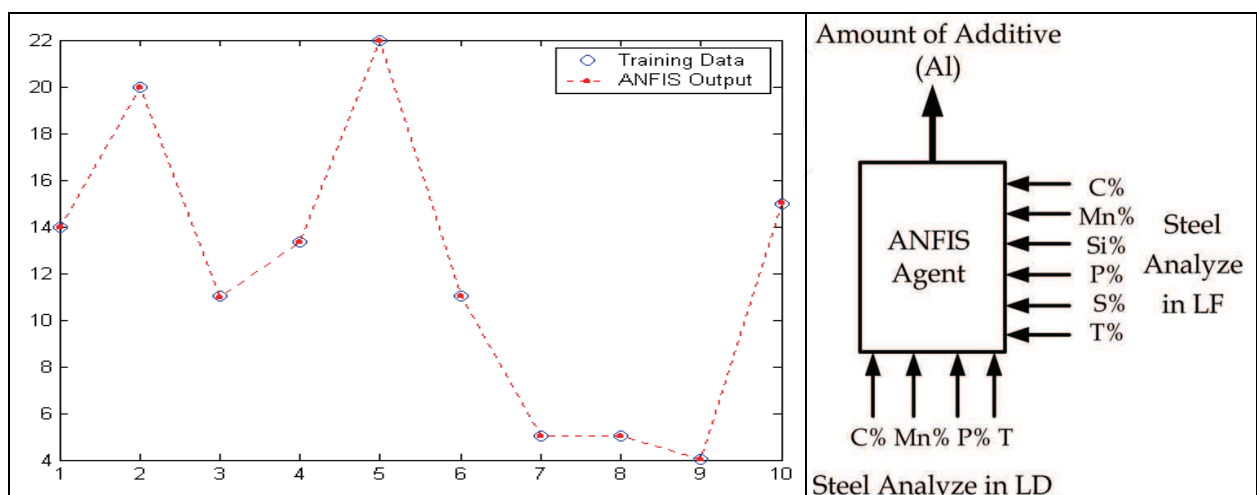 22
20
18
16
14
12
10
8
6
4
1 2 3 4 5 6 7 8 9 10
Training Data
ANFIS Output
Amount of Additive
(Al)
ANFIS
Agent
C%
Mn%
Si%
P%
S%
T%
Steel
Analyze
in LF
C% Mn% P% T
Steel Analyze in LD